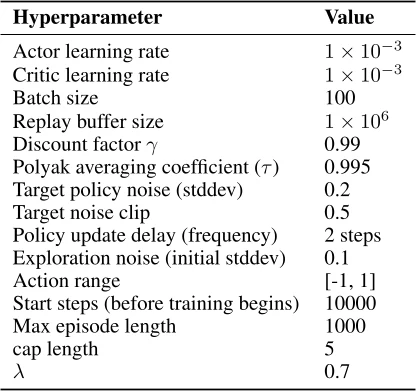 Hyperparameter Value
Actor learning rate 1 × 10⁻³
Critic learning rate 1 × 10⁻³
Batch size 100
Replay buffer size 1 × 10⁶
Discount factor γ 0.99
Polyak averaging coefficient (τ) 0.995
Target policy noise (stddev) 0.2
Target noise clip 0.5
Policy update delay (frequency) 2 steps
Exploration noise (initial stddev) 0.1
Action range [-1, 1]
Start steps (before training begins) 10000
Max episode length 1000
cap length 5
λ 0.7